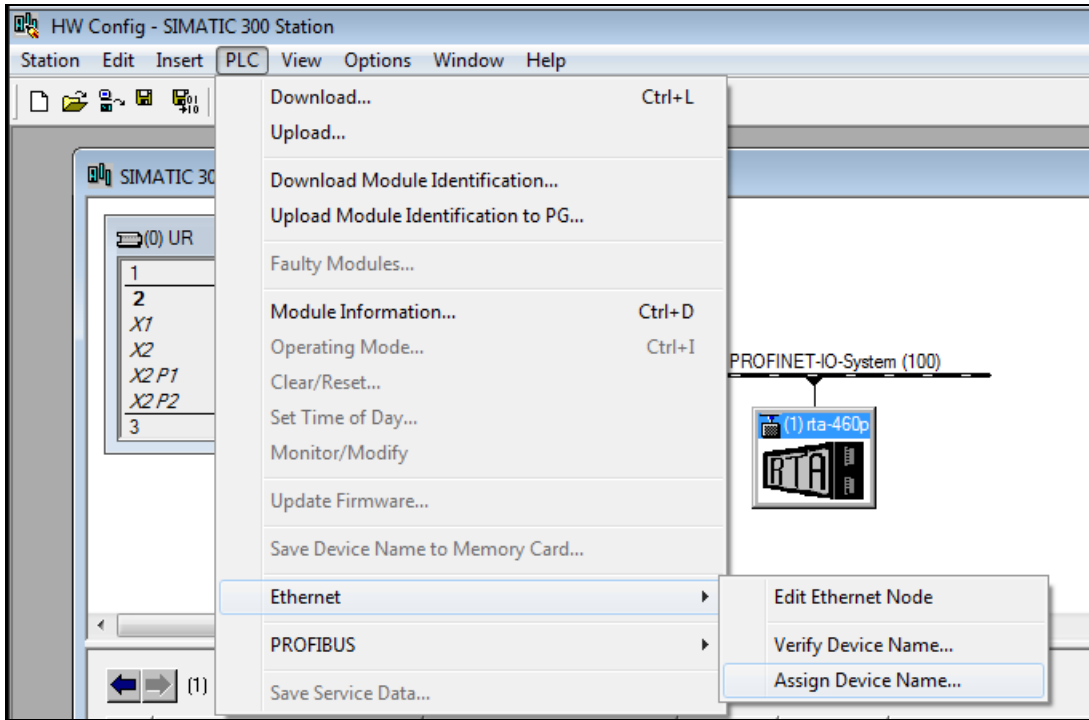 HW Config - SIMATIC 300 Station
Station Edit Insert PLC View Options Window Help
Download... Ctrl+L
Upload...
Download Module Identification...
Upload Module Identification to PG...
Faulty Modules...
Module Information... Ctrl+D
Operating Mode... Ctrl+I
Clear/Reset...
Set Time of Day...
Monitor/Modify
Update Firmware...
Save Device Name to Memory Card...
Ethernet
PROFIBUS
Save Service Data...
Edit Ethernet Node
Verify Device Name...
Assign Device Name...
SIMATIC 30
(0) UR
1
2
X1
X2
X2 P1
X2 P2
3
PROFINET-IO-System (100)
(1) rta-460p
RTA
(1)